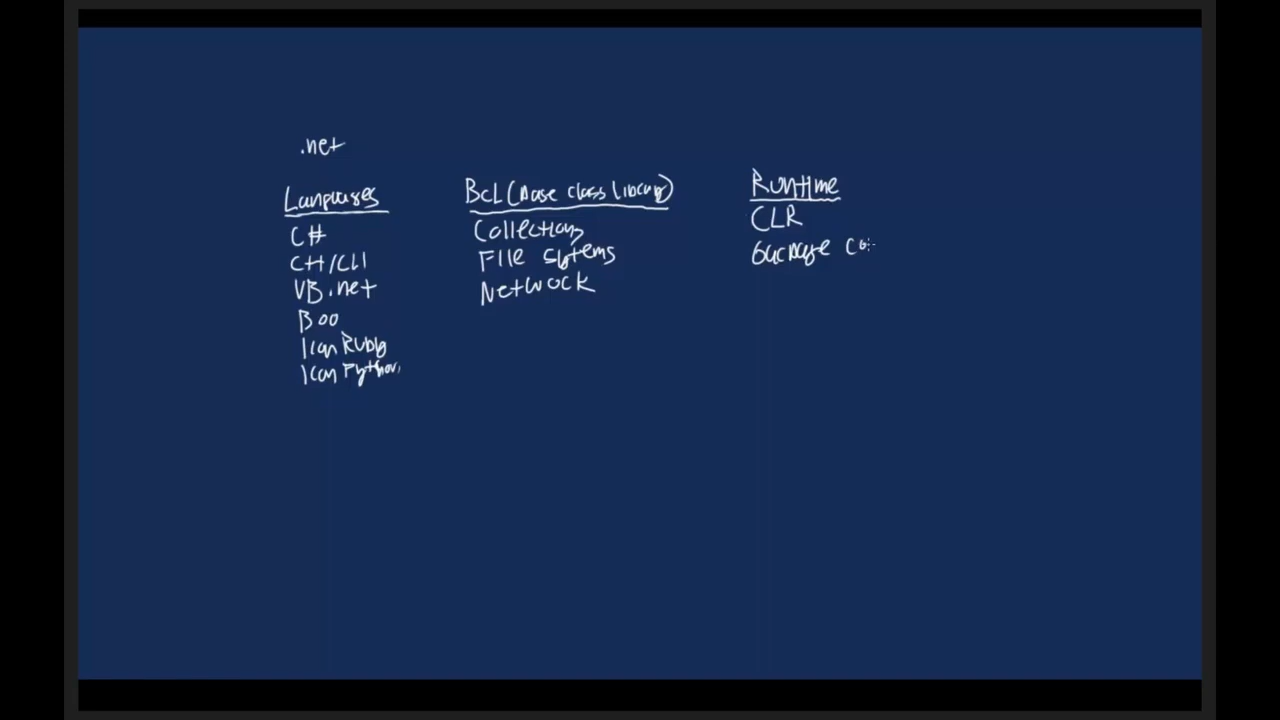 .net
Languages
C#
C++/CLI
VB.net
Boo
Iron Ruby
Iron Python
BCL (Base class library)
Collections
File Systems
Network
Runtime
CLR
Garbage co